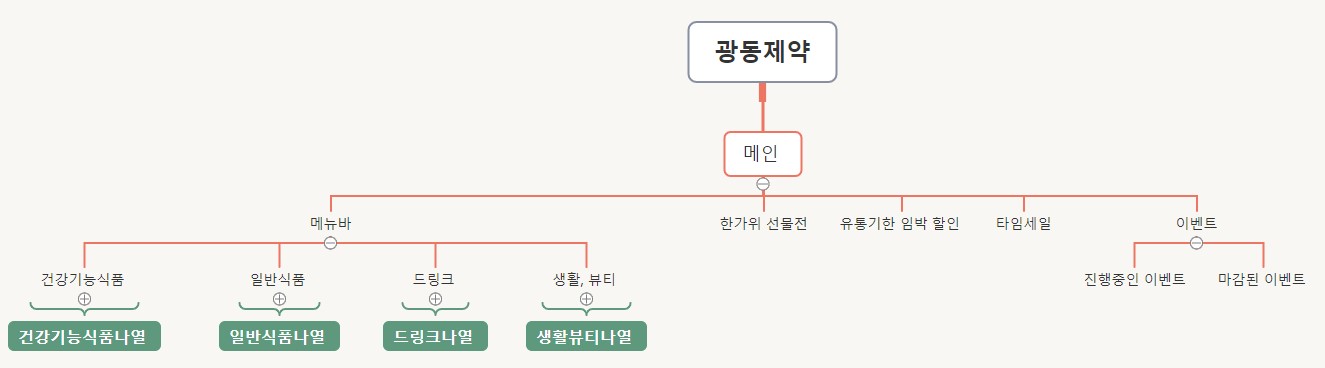 광동제약
메인
메뉴바
한가위 선물전
유통기한 임박 할인
타임세일
이벤트
건강기능식품
일반식품
드링크
생활, 뷰티
진행중인 이벤트
마감된 이벤트
건강기능식품나열
일반식품나열
드링크나열
생활뷰티나열